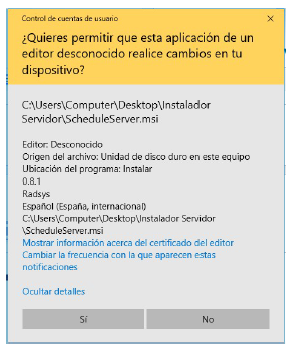 Control de cuentas de usuario
¿Quieres permitir que esta aplicación de un
editor desconocido realice cambios en tu
dispositivo?
C:\Users\Computer\Desktop\Instalador
Servidor\ScheduleServer.msi
Editor: Desconocido
Origen del archivo: Unidad de disco duro en este equipo
Ubicación del programa: Instalar
0.8.1
Radsys
Español (España, internacional)
C:\Users\Computer\Desktop\Instalador Servidor
\ScheduleServer.msi
Mostrar información acerca del certificado del editor
Cambiar la frecuencia con la que aparecen estas
notificaciones
Ocultar detalles
Sí
No